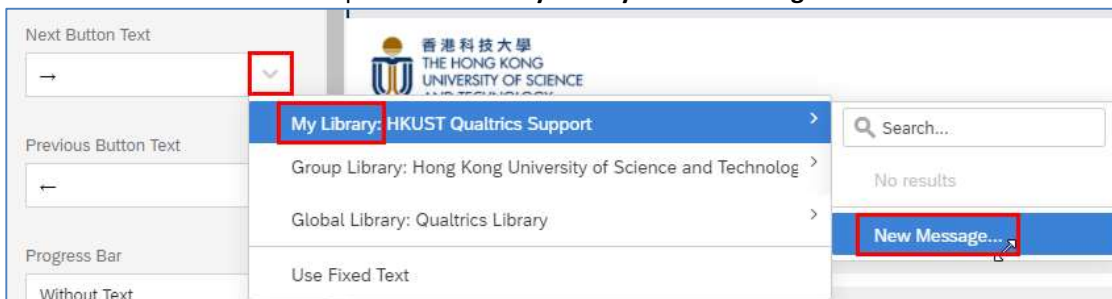 Next Button Text
→
香港科技大學
THE HONG KONG
UNIVERSITY OF SCIENCE
AND TECHNOLOGY
My Library: HKUST Qualtrics Support
Search...
Previous Button Text
←
Group Library: Hong Kong University of Science and Technolog
No results
Global Library: Qualtrics Library
New Message...
Progress Bar
Use Fixed Text
Without Text